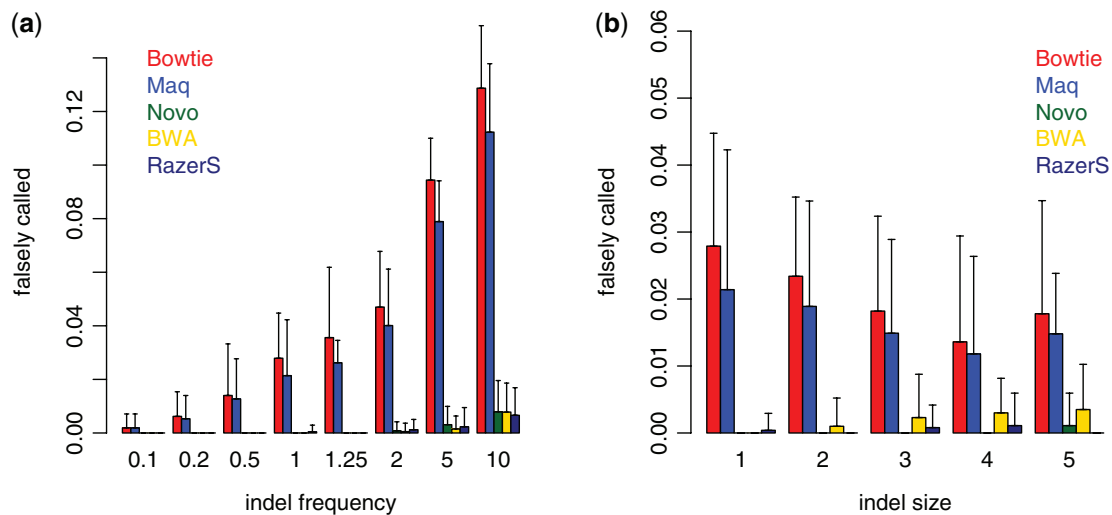 (a)
Bowtie
Maq
Novo
BWA
RazerS
falsely called
0.00 0.04 0.08 0.12
0.1 0.2 0.5 1 1.25 2 5 10
indel frequency
(b)
Bowtie
Maq
Novo
BWA
RazerS
falsely called
0.00 0.01 0.02 0.03 0.04 0.05 0.06
1 2 3 4 5
indel size